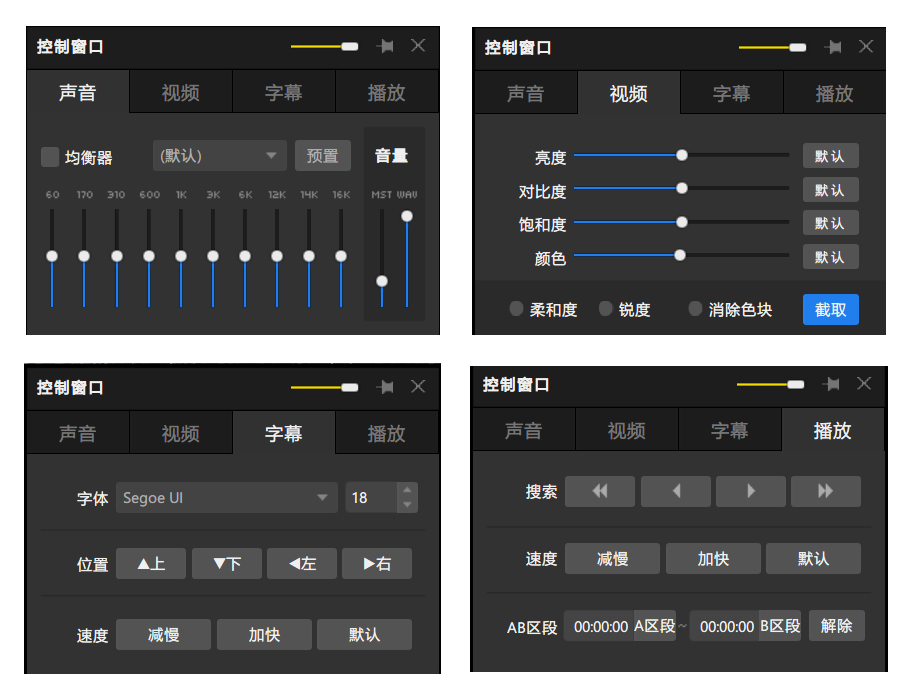 控制窗口
声音 视频 字幕 播放
均衡器 (默认) 预置 音量
60 170 310 600 1K 3K 6K 12K 14K 16K MST WAV
控制窗口
声音 视频 字幕 播放
亮度 默认
对比度 默认
饱和度 默认
颜色 默认
柔和度 锐度 消除色块 截取
控制窗口
声音 视频 字幕 播放
字体 Segoe UI 18
位置 ▲上 ▼下 ◀左 ▶右
速度 减慢 加快 默认
控制窗口
声音 视频 字幕 播放
搜索
速度 减慢 加快 默认
AB区段 00:00:00 A区段 ~ 00:00:00 B区段 解除